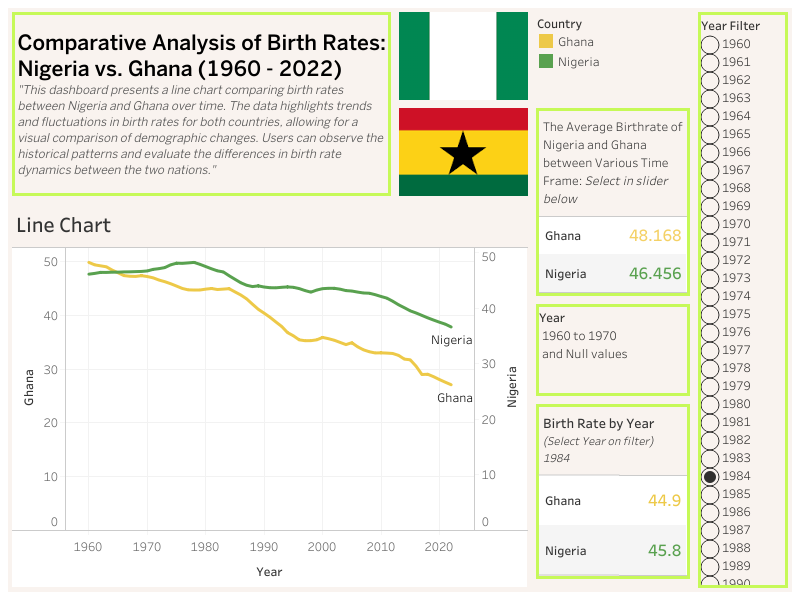 Comparative Analysis of Birth Rates:
Nigeria vs. Ghana (1960 - 2022)
"This dashboard presents a line chart comparing birth rates
between Nigeria and Ghana over time. The data highlights trends
and fluctuations in birth rates for both countries, allowing for a
visual comparison of demographic changes. Users can observe the
historical patterns and evaluate the differences in birth rate
dynamics between the two nations."
Country
Ghana
Nigeria
The Average Birthrate of
Nigeria and Ghana
between Various Time
Frame: Select in slider
below
Ghana 48.168
Nigeria 46.456
Year
1960 to 1970
and Null values
Birth Rate by Year
(Select Year on filter)
1984
Ghana 44.9
Nigeria 45.8
Line Chart
50
40
30
20
10
0
Ghana
50
40
30
20
10
0
Nigeria
Nigeria
Ghana
1960 1970 1980 1990 2000 2010 2020
Year
Year Filter
1960
1961
1962
1963
1964
1965
1966
1967
1968
1969
1970
1971
1972
1973
1974
1975
1976
1977
1978
1979
1980
1981
1982
1983
1984
1985
1986
1987
1988
1989
1990